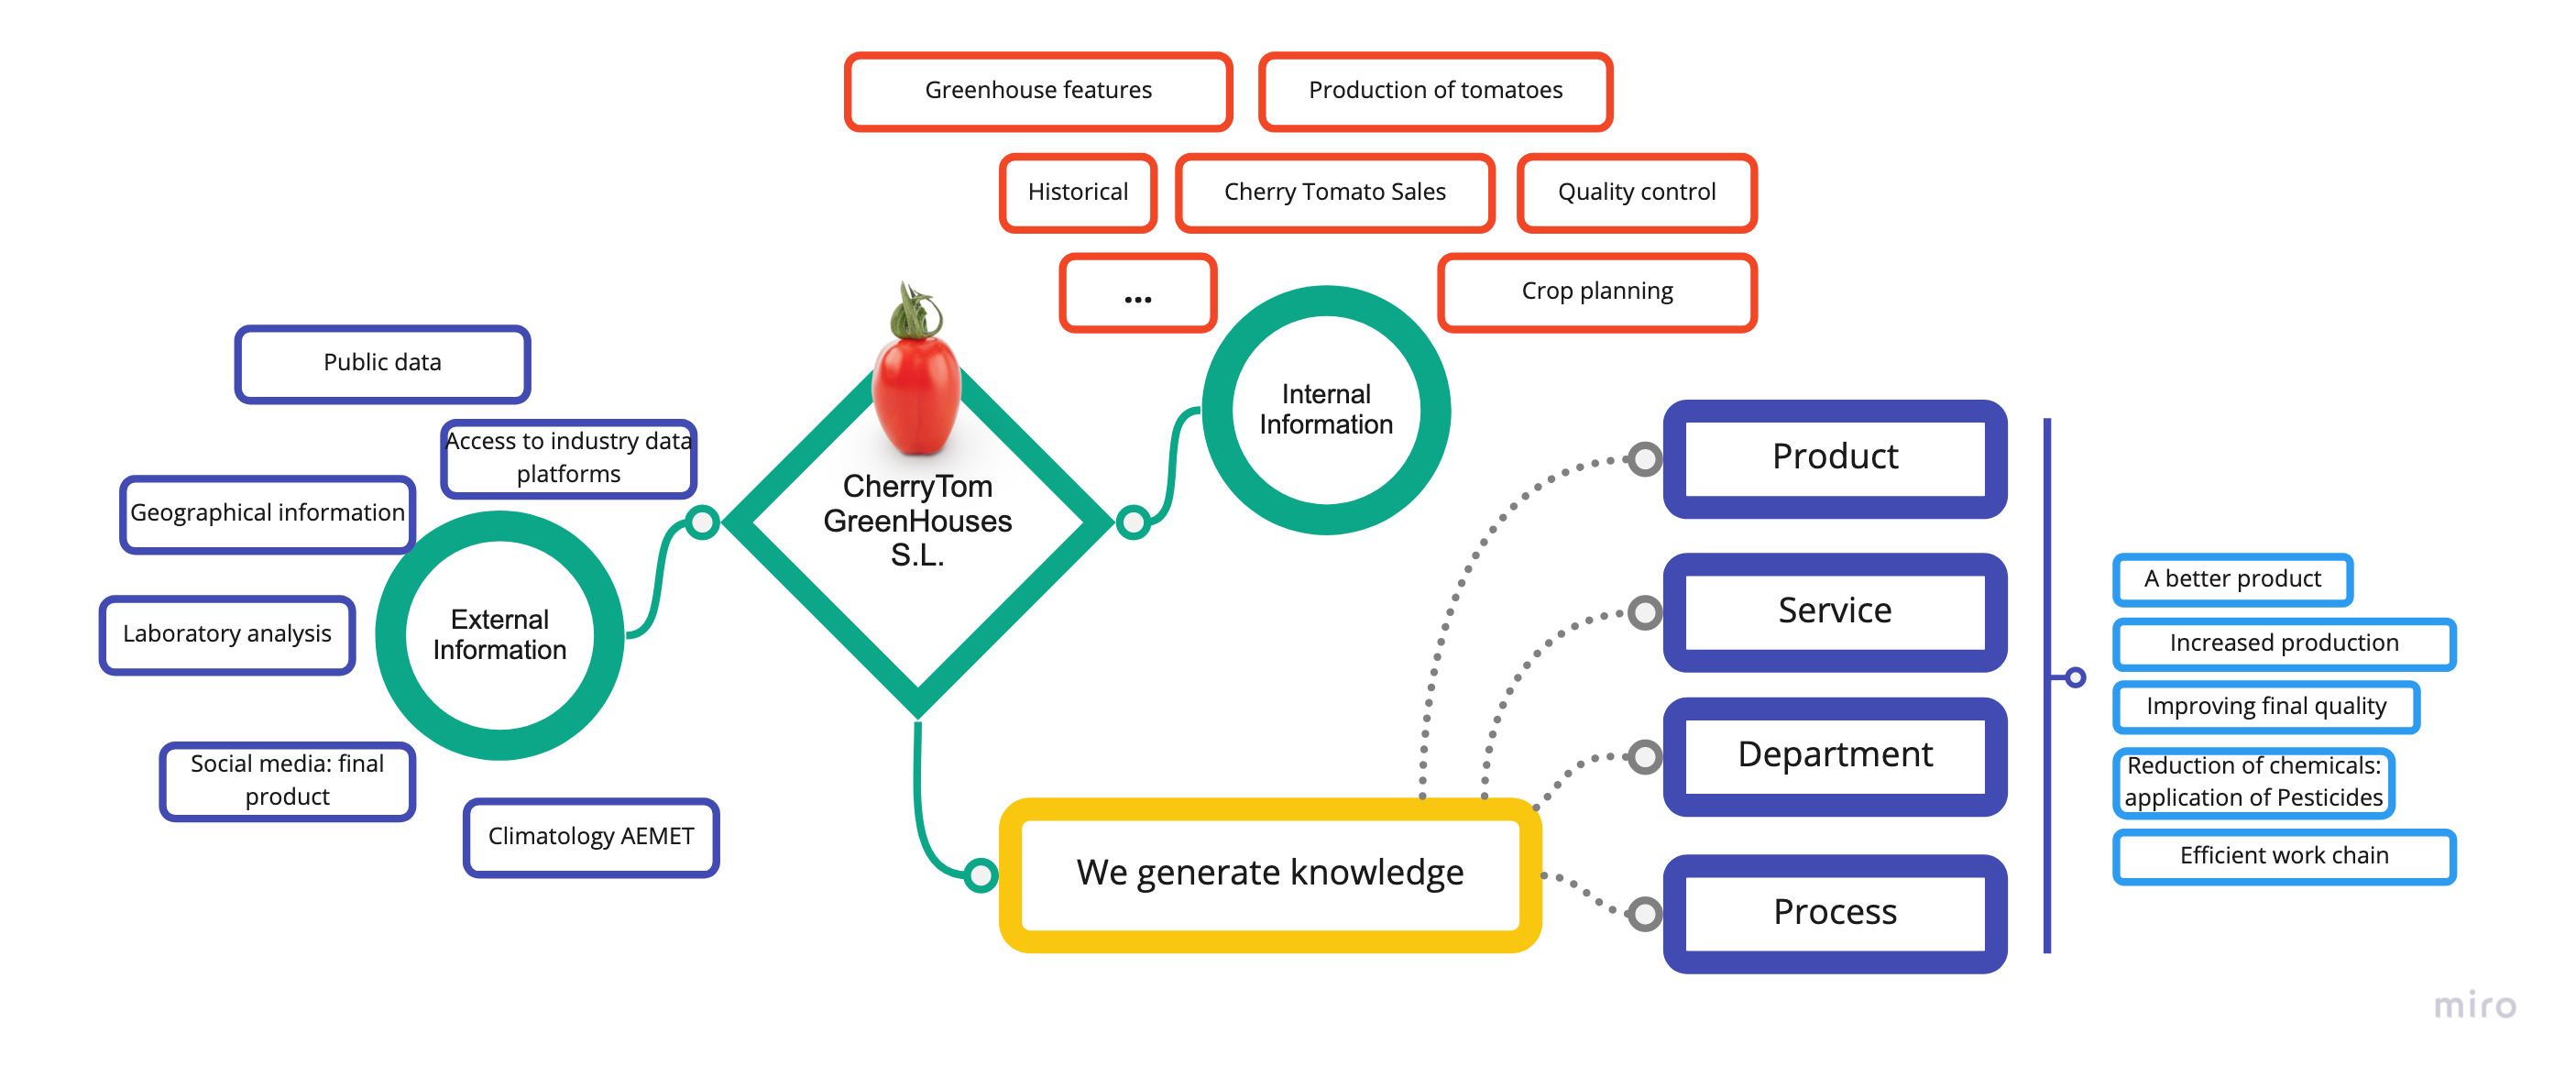 Greenhouse features
Production of tomatoes
Historical
Cherry Tomato Sales
Quality control
...
Crop planning
Internal
Information
Public data
Access to industry data
platforms
Geographical information
Laboratory analysis
External
Information
Social media: final
product
Climatology AEMET
CherryTom
GreenHouses
S.L.
We generate knowledge
Product
Service
Department
Process
A better product
Increased production
Improving final quality
Reduction of chemicals:
application of Pesticides
Efficient work chain
miro